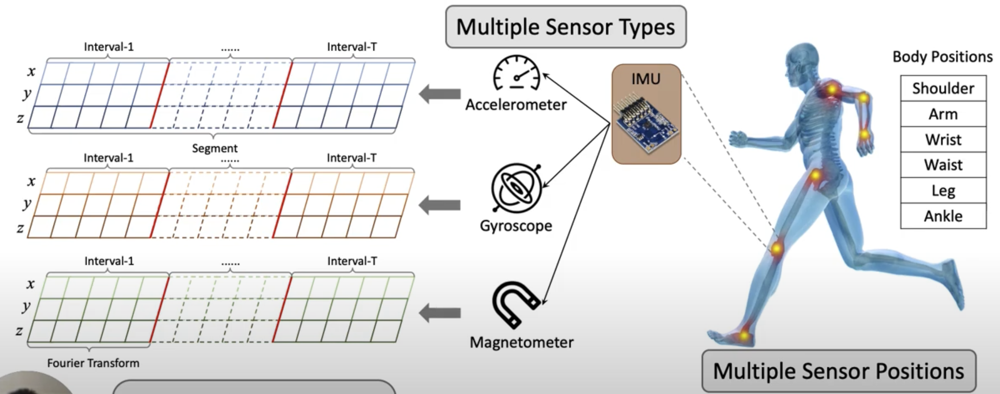 Multiple Sensor Types
Interval-1
......
Interval-T
x
y
z
Segment
Accelerometer
IMU
Body Positions
Shoulder
Arm
Wrist
Waist
Leg
Ankle
Interval-1
......
Interval-T
x
y
z
Gyroscope
Interval-1
......
Interval-T
x
y
z
Fourier Transform
Magnetometer
Multiple Sensor Positions